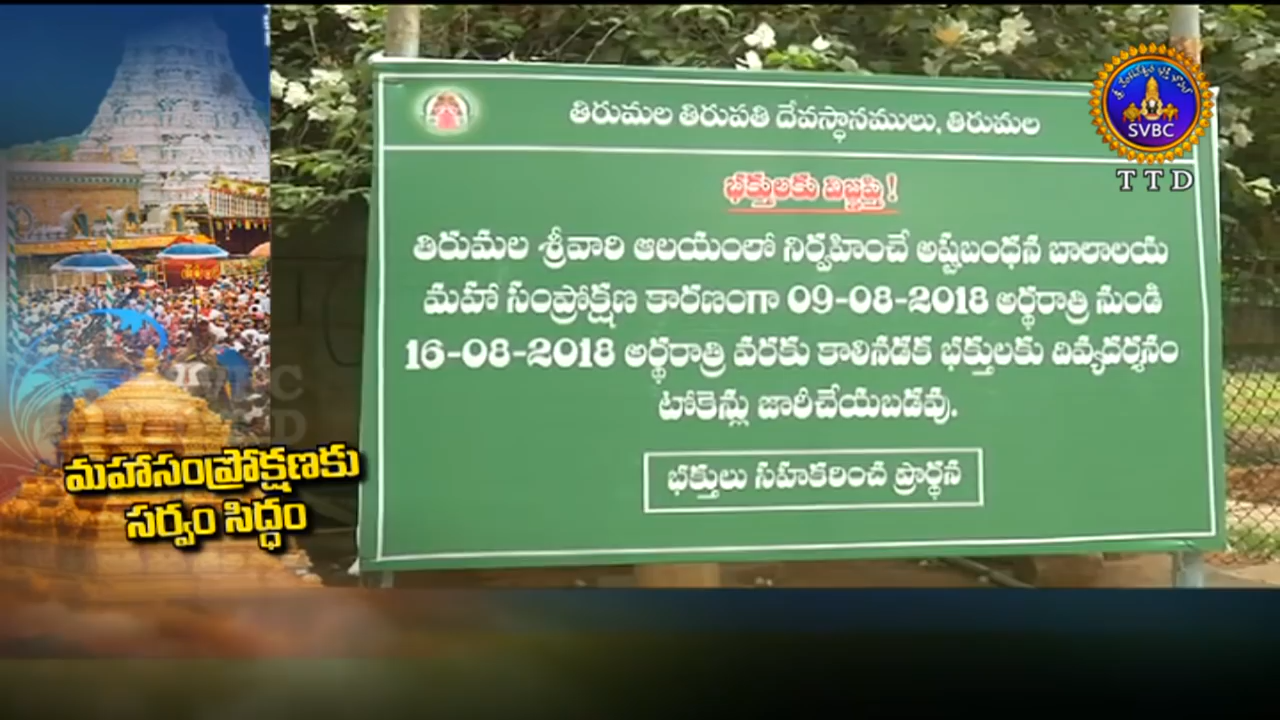 తిరుమల తిరుపతి దేవస్థానములు, తిరుమల
భక్తులకు విజ్ఞప్తి !
తిరుమల శ్రీవారి ఆలయంలో నిర్వహించే అష్టబంధన బాలాలయ
మహా సంప్రోక్షణ కారణంగా 09-08-2018 అర్థరాత్రి నుండి
16-08-2018 అర్థరాత్రి వరకు కాలినడక భక్తులకు దివ్యదర్శనం
టోకెన్లు జారీచేయబడవు.
భక్తులు సహకరించ ప్రార్థన
SVBC
TTD
మహాసంప్రోక్షణకు
సర్వం సిద్ధం